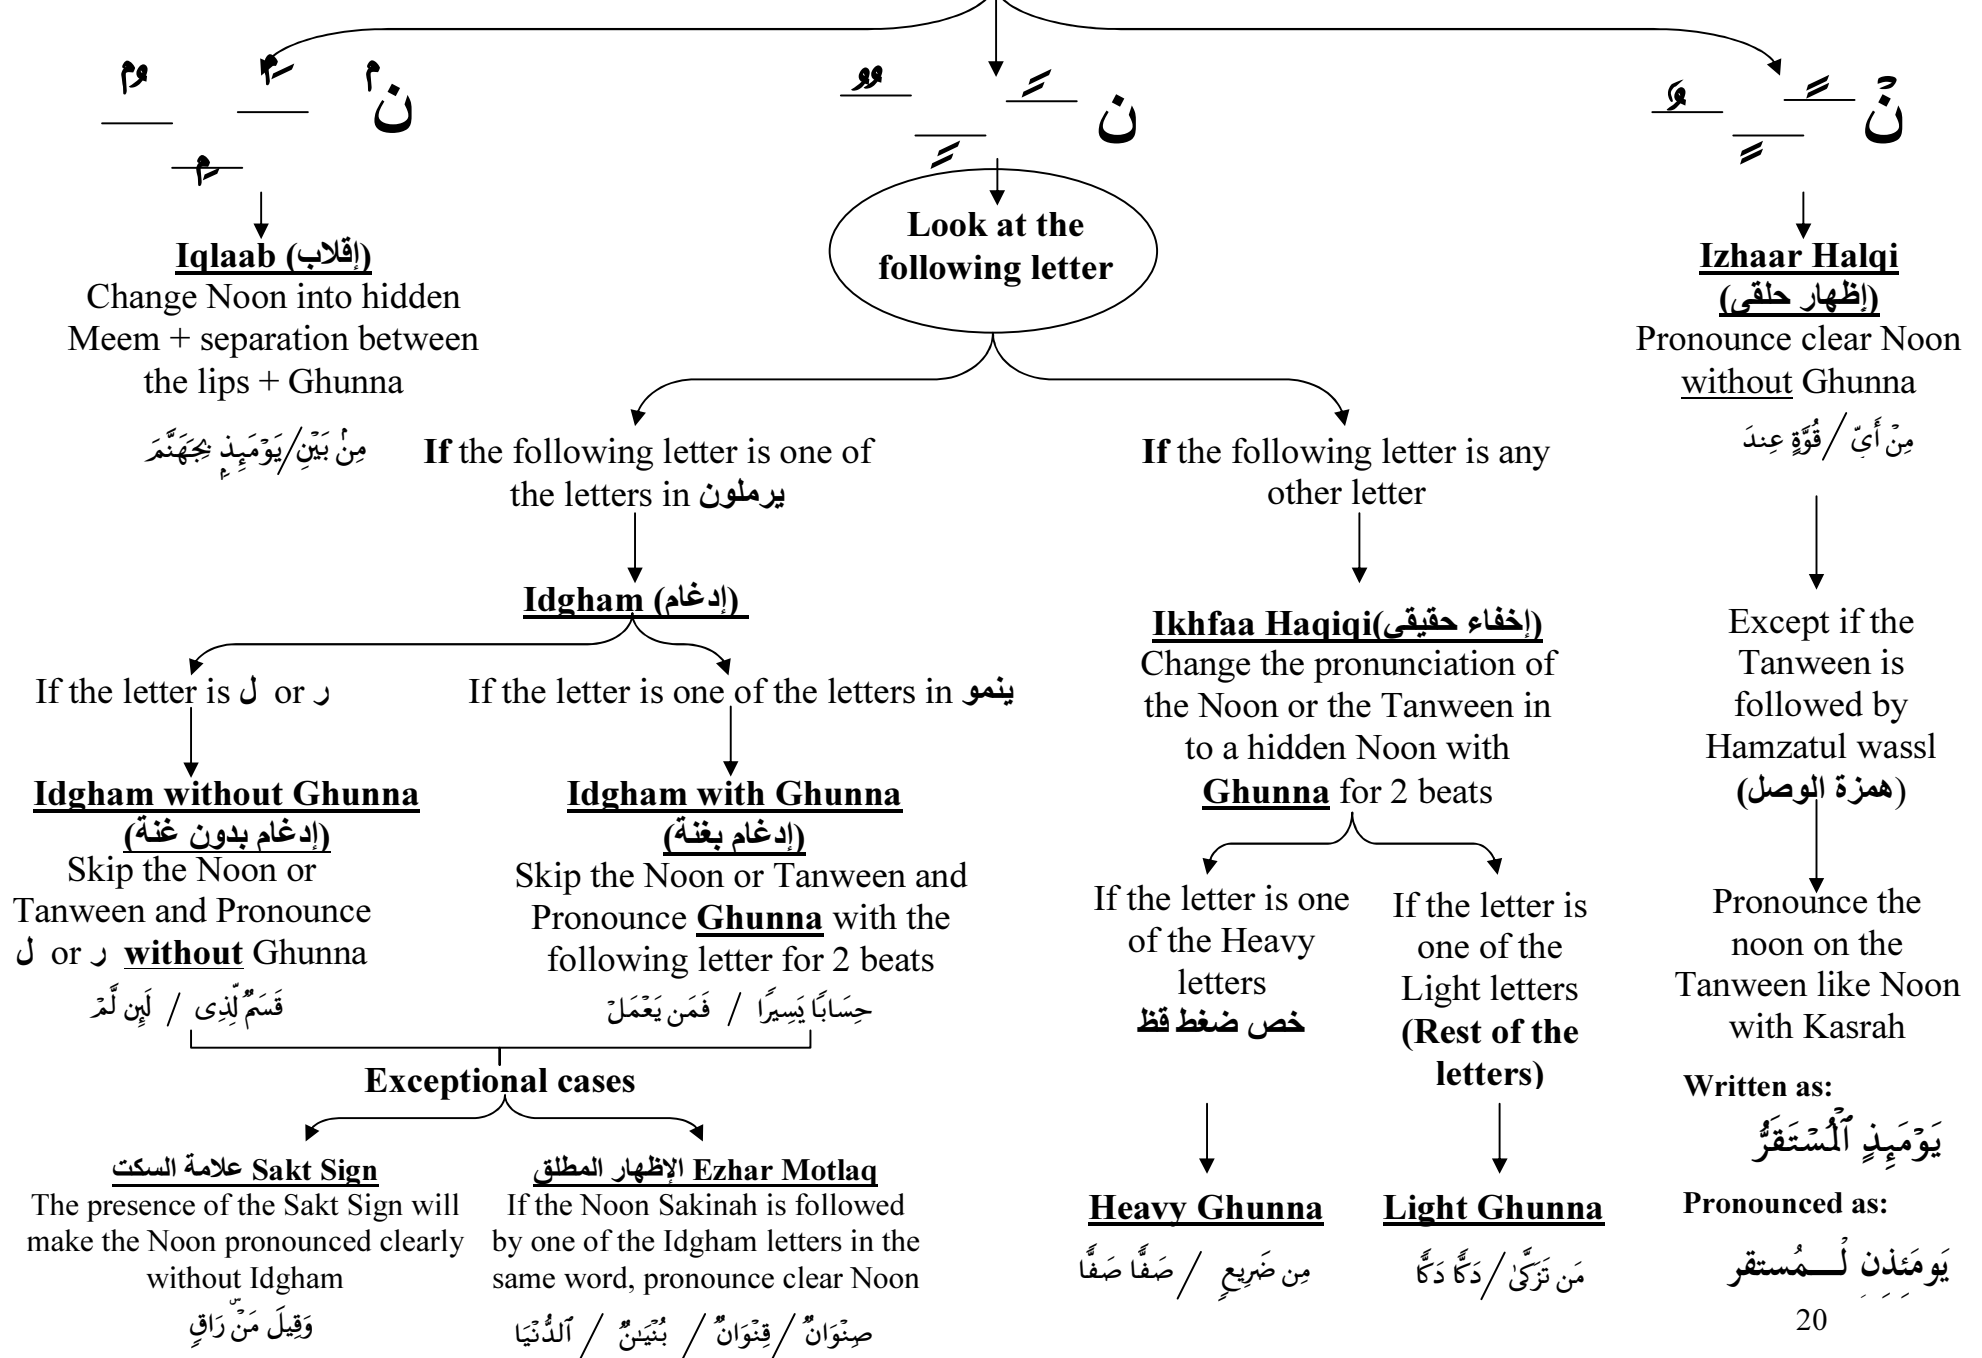 نْۢ ــًۢ ــٌۢ
ــٍۢ
Iqlaab (إقلاب)
Change Noon into hidden
Meem + separation between
the lips + Ghunna
مِنۢ بَيْنِ/يَوْمَئِذٍۭ بِجَهَنَّمَ
ن
Look at the
following letter
If the following letter is one of
the letters in يرملون
Idgham (إدغام)
If the letter is ل or ر
Idgham without Ghunna
(إدغام بدون غنة)
Skip the Noon or
Tanween and Pronounce
ل or ر without Ghunna
قَسَمٌ لِّذِى / لَئِن لَّمْ
If the letter is one of the letters in ينمو
Idgham with Ghunna
(إدغام بغنة)
Skip the Noon or Tanween and
Pronounce Ghunna with the
following letter for 2 beats
حِسَابًا يَسِيرًا / فَمَن يَعْمَلْ
Exceptional cases
علامة السكت Sakt Sign
The presence of the Sakt Sign will
make the Noon pronounced clearly
without Idgham
وَقِيلَ مَنْۜ رَاقٍ
الإظهار المطلق Ezhar Motlaq
If the Noon Sakinah is followed
by one of the Idgham letters in the
same word, pronounce clear Noon
صِنْوَانٌ / قِنْوَانٌ / بُنْيَـٰنٌ / ٱلدُّنْيَا
If the following letter is any
other letter
Ikhfaa Haqiqi(إخفاء حقيقى)
Change the pronunciation of
the Noon or the Tanween in
to a hidden Noon with
Ghunna for 2 beats
If the letter is one
of the Heavy
letters
خص ضغط قظ
Heavy Ghunna
مِن ضَرِيعٍ / صَفًّا صَفًّا
If the letter is
one of the
Light letters
(Rest of the
letters)
Light Ghunna
مَن تَزَكَّىٰ / دَكًّا دَكًّا
نْ
Izhaar Halqi
(إظهار حلقى)
Pronounce clear Noon
without Ghunna
مِنْ أَىِّ / قُوَّةٍ عِندَ
Except if the
Tanween is
followed by
Hamzatul wassl
(همزة الوصل)
Pronounce the
noon on the
Tanween like Noon
with Kasrah
Written as:
يَوْمَئِذٍ ٱلْمُسْتَقَرُّ
Pronounced as:
يَومَئِذِنِ لْـــمُستقر
20